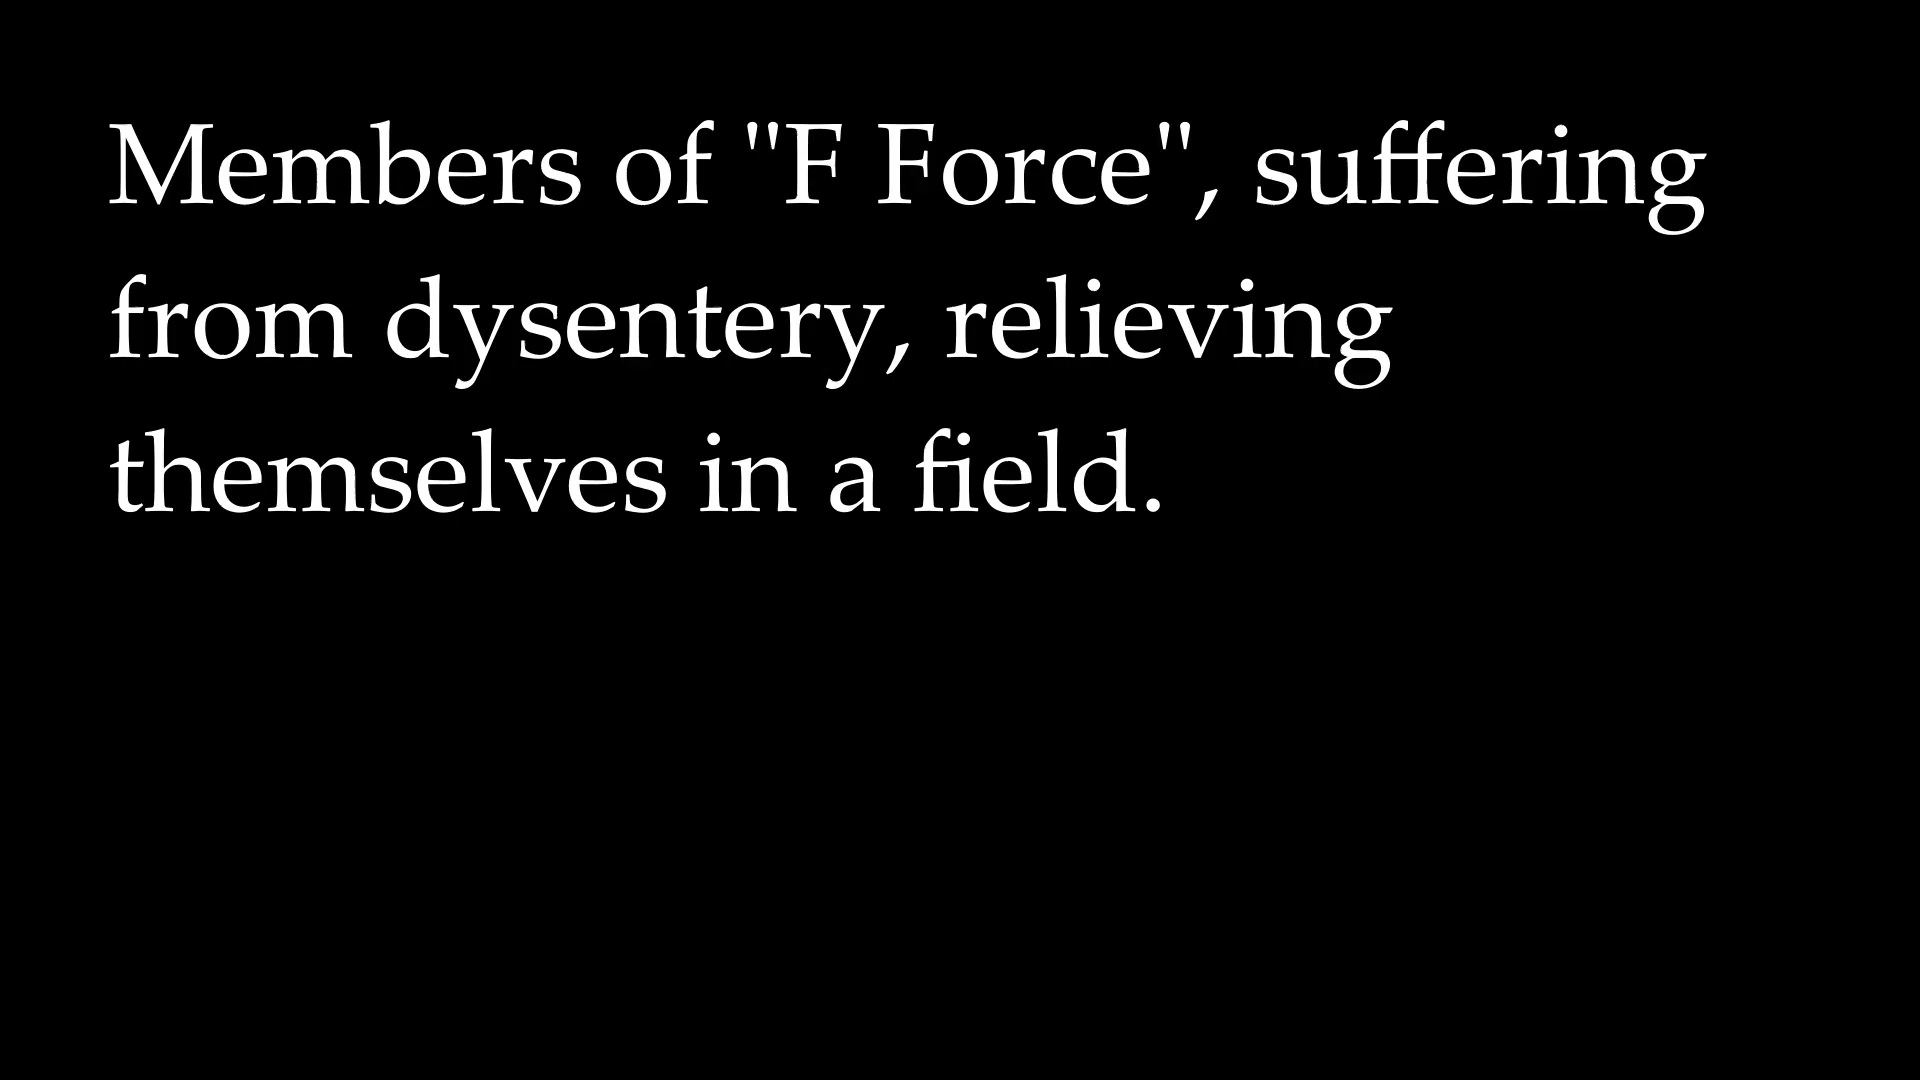 Members of "F Force", suffering
from dysentery, relieving
themselves in a field.